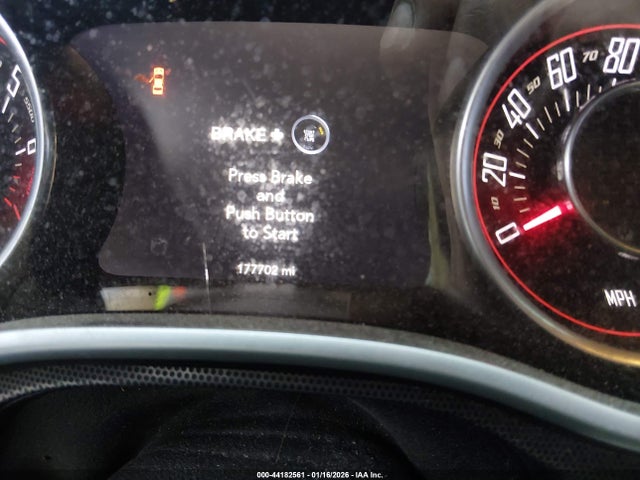 BRAKE +
Press Brake
and
Push Button
to Start
177702 mi
0
10
20
30
40
50
60
70
80
MPH
000-44182561 - 01/16/2026 - IAA Inc.